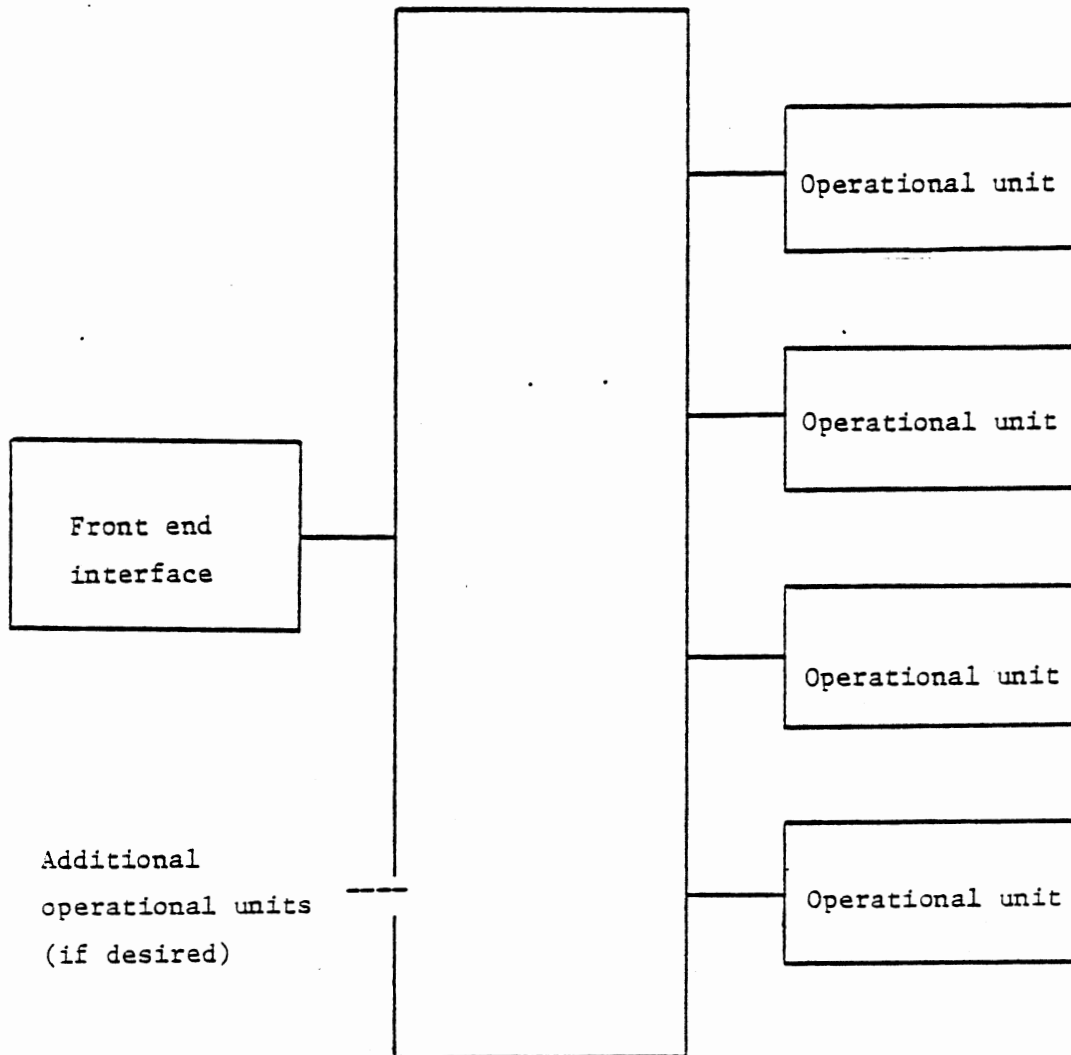 Operational unit
Operational unit
Front end
interface
Operational unit
Additional
operational units
(if desired)
Operational unit